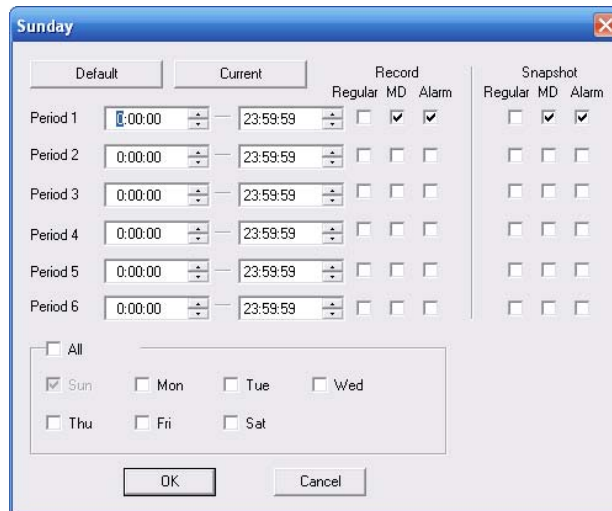 Sunday
Default Current Record Snapshot
Regular MD Alarm Regular MD Alarm
Period 1 0:00:00 23:59:59
Period 2 0:00:00 23:59:59
Period 3 0:00:00 23:59:59
Period 4 0:00:00 23:59:59
Period 5 0:00:00 23:59:59
Period 6 0:00:00 23:59:59
All
Sun Mon Tue Wed
Thu Fri Sat
OK Cancel